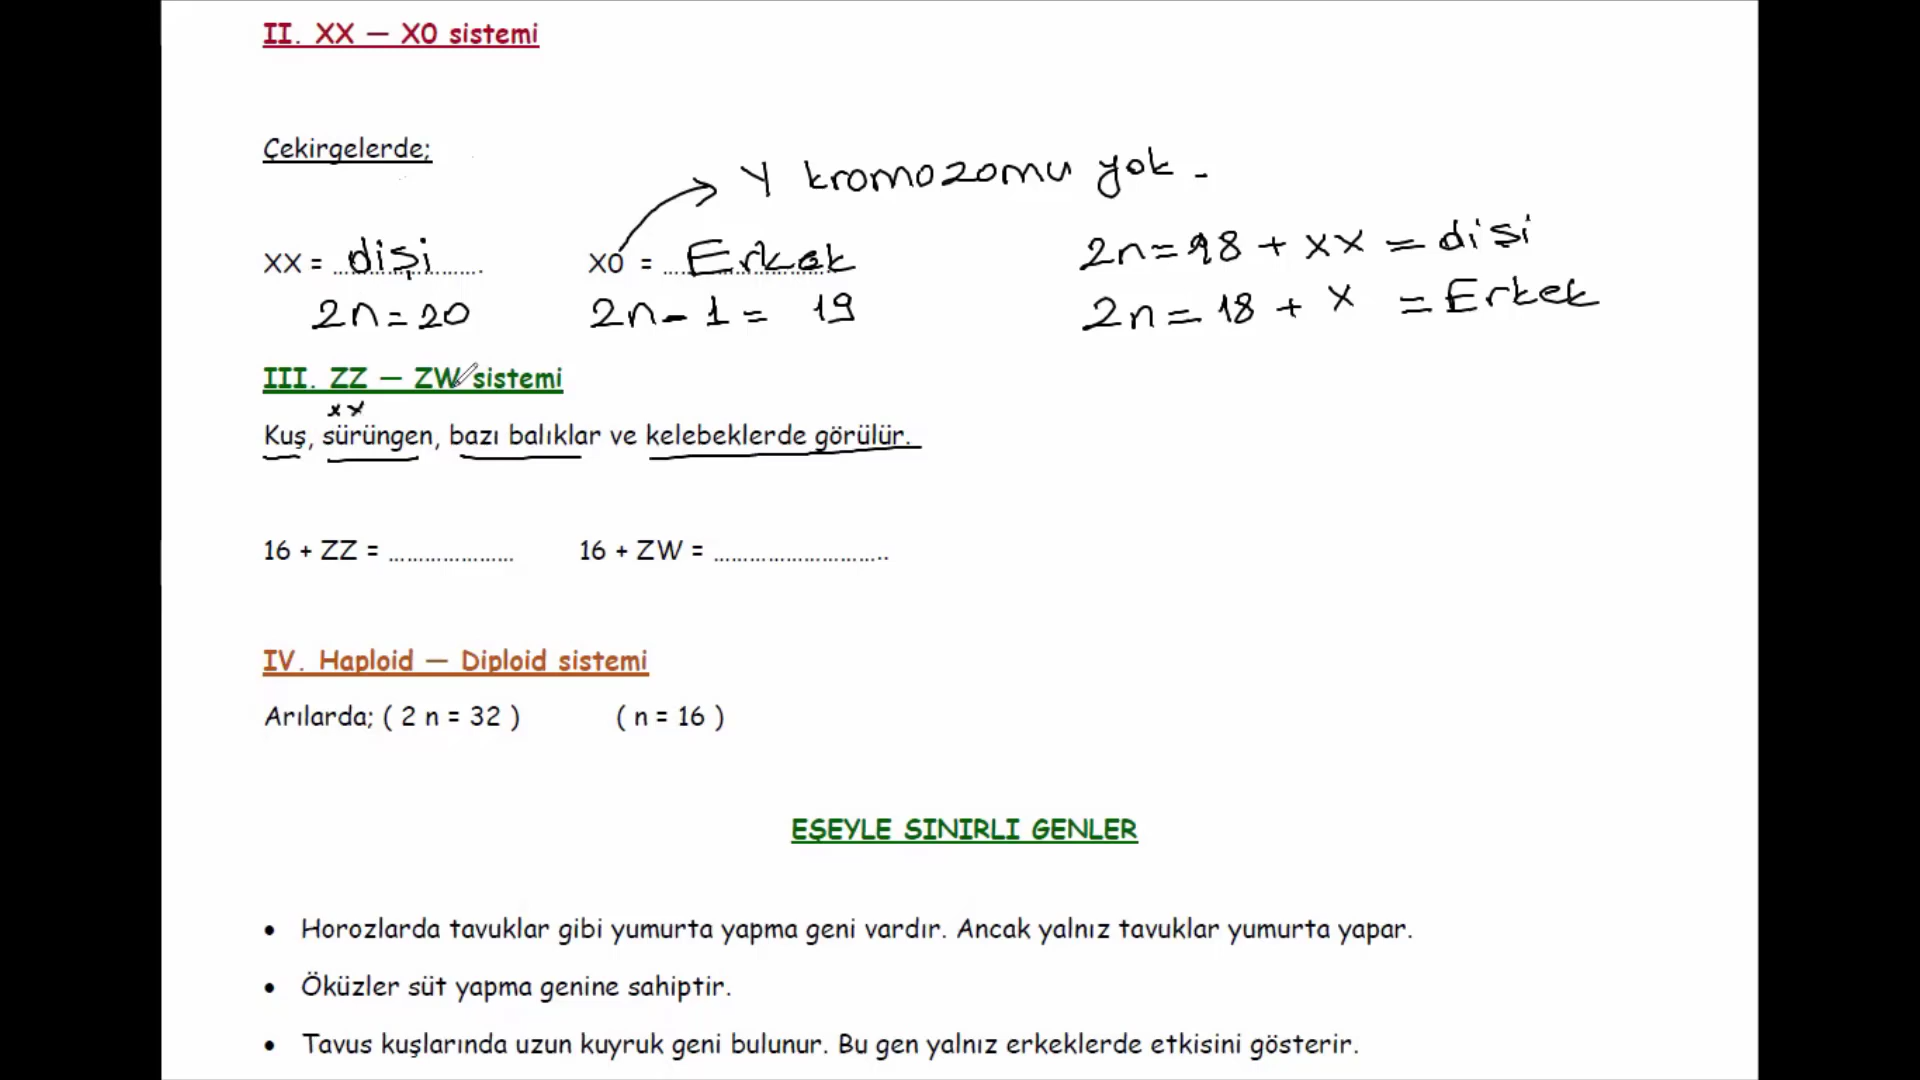 II. XX — X0 sistemi
Çekirgelerde;
Y kromozomu yok.
XX = dişi X0 = Erkek
2n=18 + XX = dişi
2n=20 2n-1= 19
2n=18 + X = Erkek
III. ZZ — ZW sistemi
xx
Kuş, sürüngen, bazı balıklar ve kelebeklerde görülür.
16 + ZZ = ................... 16 + ZW = ..........................
IV. Haploid — Diploid sistemi
Arılarda; ( 2 n = 32 ) ( n = 16 )
EŞEYLE SINIRLI GENLER
• Horozlarda tavuklar gibi yumurta yapma geni vardır. Ancak yalnız tavuklar yumurta yapar.
• Öküzler süt yapma genine sahiptir.
• Tavus kuşlarında uzun kuyruk geni bulunur. Bu gen yalnız erkeklerde etkisini gösterir.